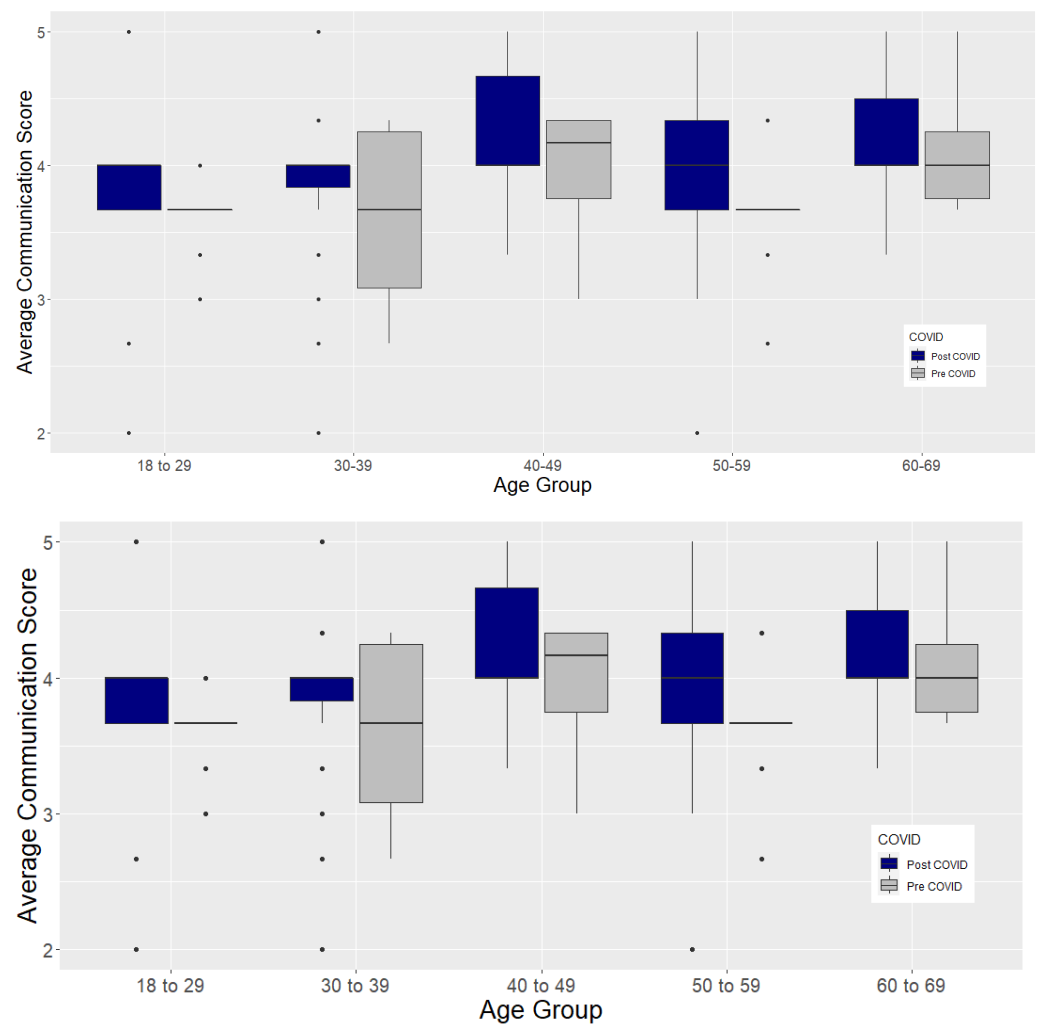 5
4
3
2
Average Communication Score
COVID
Post COVID
Pre COVID
18 to 29
30-39
40-49
50-59
60-69
Age Group
5
4
3
2
Average Communication Score
COVID
Post COVID
Pre COVID
18 to 29
30 to 39
40 to 49
50 to 59
60 to 69
Age Group